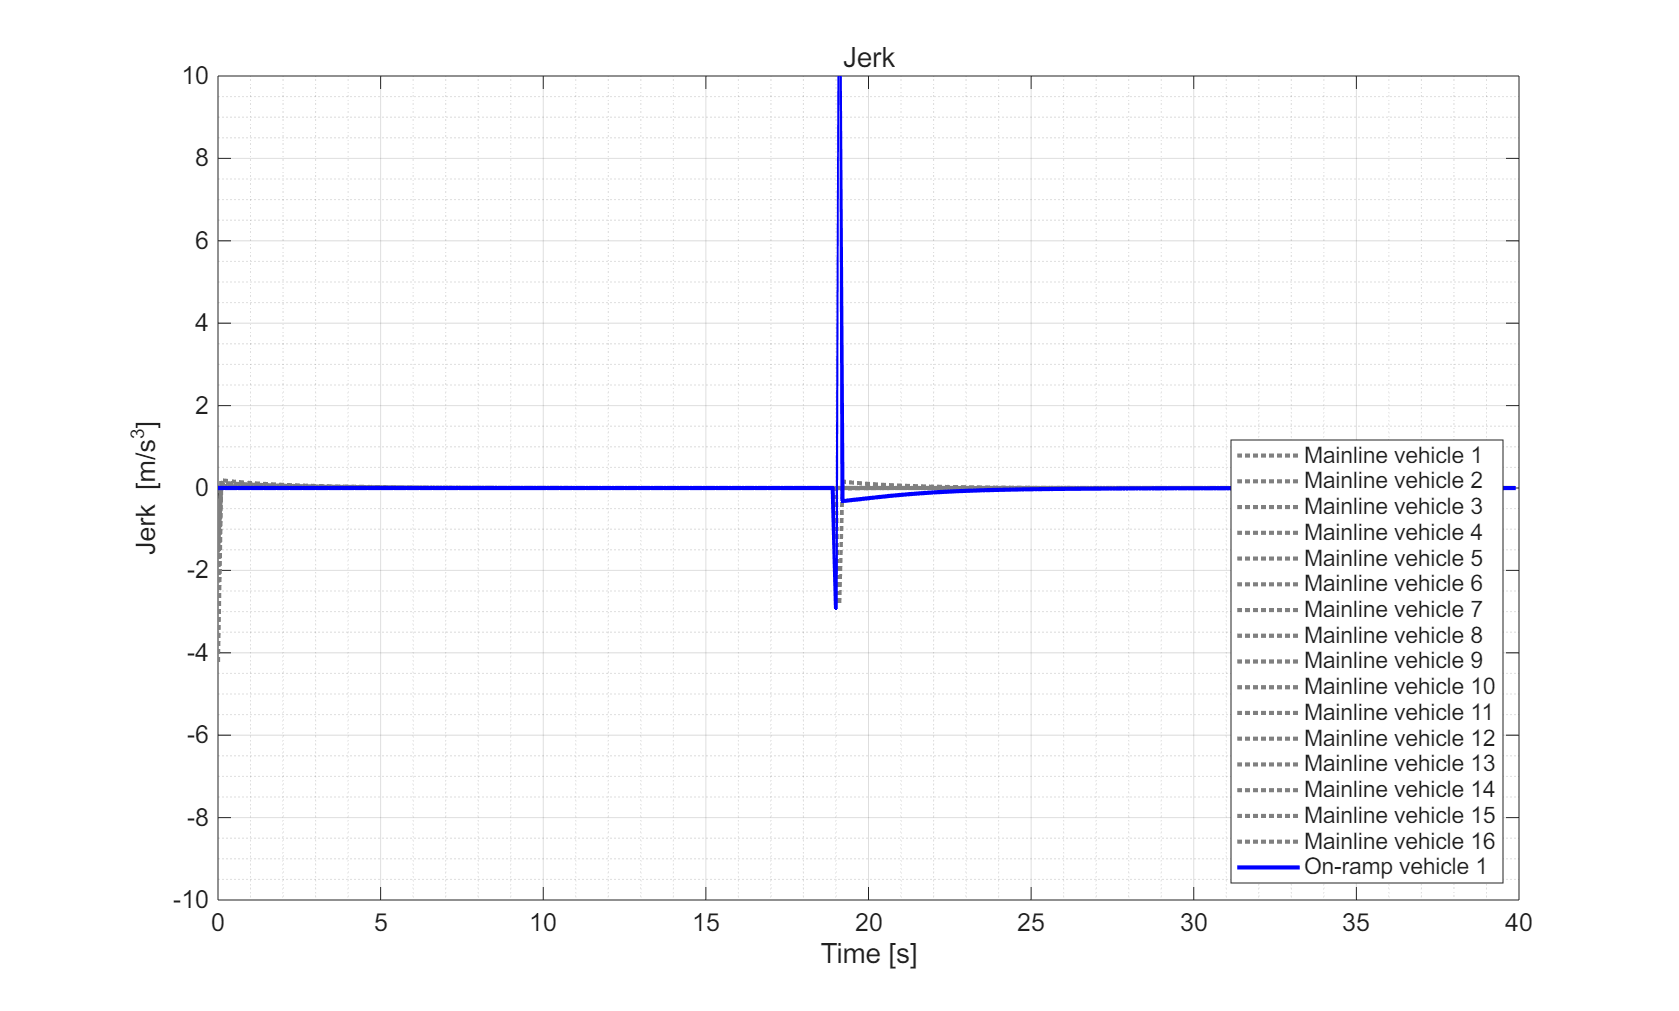 Jerk
10
8
6
4
2
0
-2
-4
-6
-8
-10
Jerk [m/s³]
0 5 10 15 20 25 30 35 40
Time [s]
Mainline vehicle 1
Mainline vehicle 2
Mainline vehicle 3
Mainline vehicle 4
Mainline vehicle 5
Mainline vehicle 6
Mainline vehicle 7
Mainline vehicle 8
Mainline vehicle 9
Mainline vehicle 10
Mainline vehicle 11
Mainline vehicle 12
Mainline vehicle 13
Mainline vehicle 14
Mainline vehicle 15
Mainline vehicle 16
On-ramp vehicle 1